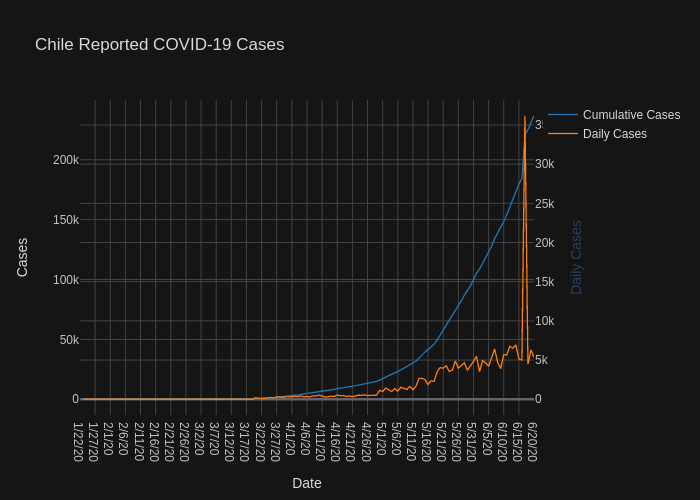 Chile Reported COVID-19 Cases
Cumulative Cases
Daily Cases
200k
150k
100k
50k
0
Cases
35k
30k
25k
20k
15k
10k
5k
0
Daily Cases
1/22/20
1/27/20
2/1/20
2/6/20
2/11/20
2/16/20
2/21/20
2/26/20
3/2/20
3/7/20
3/12/20
3/17/20
3/22/20
3/27/20
4/1/20
4/6/20
4/11/20
4/16/20
4/21/20
4/26/20
5/1/20
5/6/20
5/11/20
5/16/20
5/21/20
5/26/20
5/31/20
6/5/20
6/10/20
6/15/20
6/20/20
Date